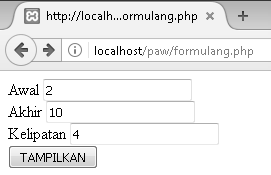 http://localh...ormulang.php
localhost/paw/formulang.php
Awal 2
Akhir 10
Kelipatan 4
TAMPILKAN